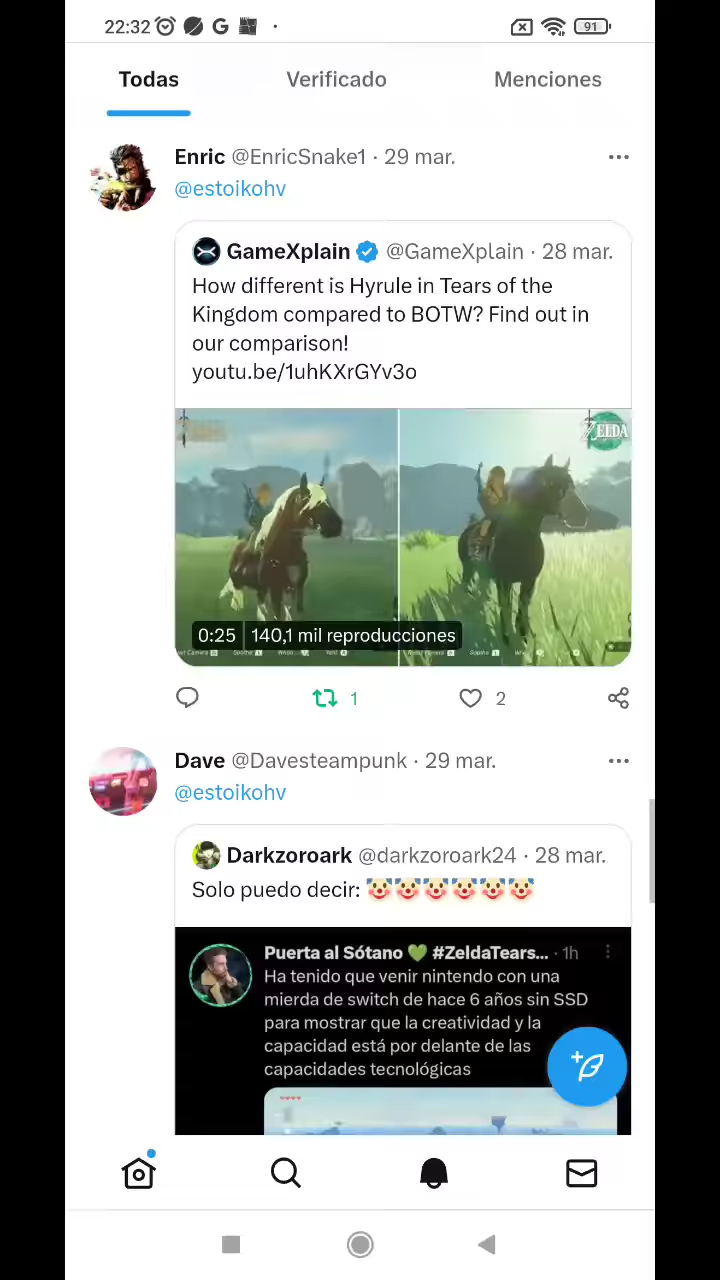 22:32
91
Todas Verificado Menciones
Enric @EnricSnake1 · 29 mar.
@estoikohv
GameXplain @GameXplain · 28 mar.
How different is Hyrule in Tears of the
Kingdom compared to BOTW? Find out in
our comparison!
youtu.be/1uhKXrGYv3o
ZELDA
0:25 140,1 mil reproducciones
1 2
Dave @Davesteampunk · 29 mar.
@estoikohv
Darkzoroark @darkzoroark24 · 28 mar.
Solo puedo decir: 🤡🤡🤡🤡🤡🤡
Puerta al Sótano 💚 #ZeldaTears... · 1h
Ha tenido que venir nintendo con una
mierda de switch de hace 6 años sin SSD
para mostrar que la creatividad y la
capacidad está por delante de las
capacidades tecnológicas